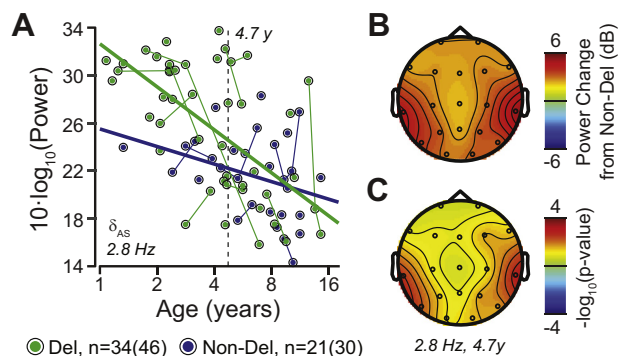 A
34
30
26
22
18
14
10·log10(Power)
4.7 y
δAS
2.8 Hz
1 2 4 8 16
Age (years)
Del, n=34(46) Non-Del, n=21(30)
B
6
-6
Power Change
from Non-Del (dB)
C
4
-4
-log10(p-value)
2.8 Hz, 4.7y